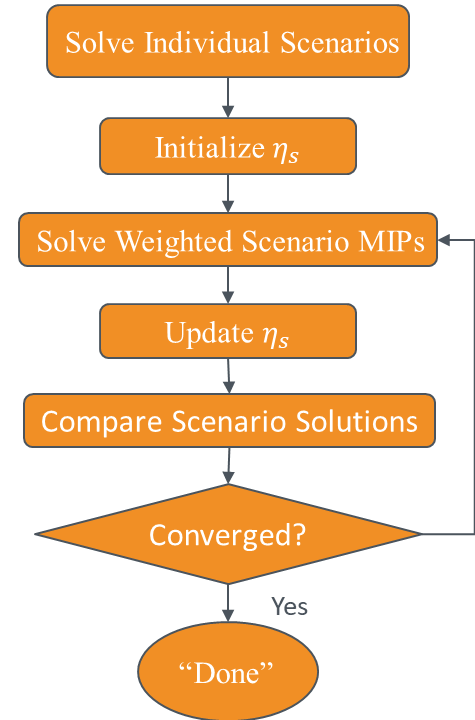 Solve Individual Scenarios
Initialize ηₛ
Solve Weighted Scenario MIPs
Update ηₛ
Compare Scenario Solutions
Converged?
Yes
“Done”